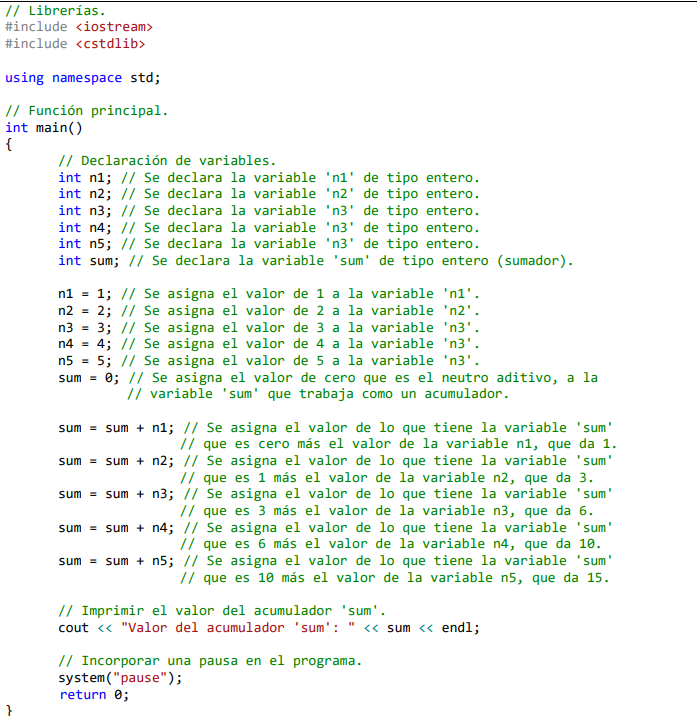 // Librerías.
#include <iostream>
#include <cstdlib>
using namespace std;
// Función principal.
int main()
{
// Declaración de variables.
int n1; // Se declara la variable 'n1' de tipo entero.
int n2; // Se declara la variable 'n2' de tipo entero.
int n3; // Se declara la variable 'n3' de tipo entero.
int n4; // Se declara la variable 'n3' de tipo entero.
int n5; // Se declara la variable 'n3' de tipo entero.
int sum; // Se declara la variable 'sum' de tipo entero (sumador).
n1 = 1; // Se asigna el valor de 1 a la variable 'n1'.
n2 = 2; // Se asigna el valor de 2 a la variable 'n2'.
n3 = 3; // Se asigna el valor de 3 a la variable 'n3'.
n4 = 4; // Se asigna el valor de 4 a la variable 'n3'.
n5 = 5; // Se asigna el valor de 5 a la variable 'n3'.
sum = 0; // Se asigna el valor de cero que es el neutro aditivo, a la
// variable 'sum' que trabaja como un acumulador.
sum = sum + n1; // Se asigna el valor de lo que tiene la variable 'sum'
// que es cero más el valor de la variable n1, que da 1.
sum = sum + n2; // Se asigna el valor de lo que tiene la variable 'sum'
// que es 1 más el valor de la variable n2, que da 3.
sum = sum + n3; // Se asigna el valor de lo que tiene la variable 'sum'
// que es 3 más el valor de la variable n3, que da 6.
sum = sum + n4; // Se asigna el valor de lo que tiene la variable 'sum'
// que es 6 más el valor de la variable n4, que da 10.
sum = sum + n5; // Se asigna el valor de lo que tiene la variable 'sum'
// que es 10 más el valor de la variable n5, que da 15.
// Imprimir el valor del acumulador 'sum'.
cout << "Valor del acumulador 'sum': " << sum << endl;
// Incorporar una pausa en el programa.
system("pause");
return 0;
}